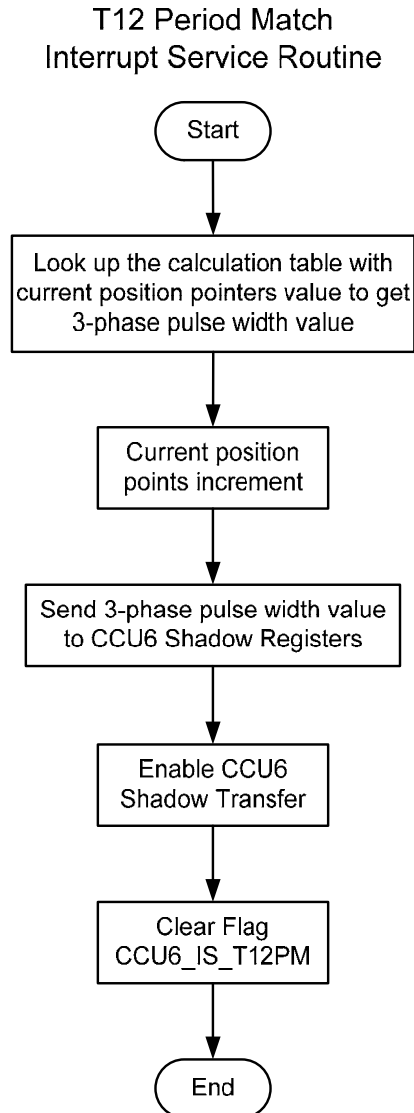 T12 Period Match
Interrupt Service Routine
Start
Look up the calculation table with
current position pointers value to get
3-phase pulse width value
Current position
points increment
Send 3-phase pulse width value
to CCU6 Shadow Registers
Enable CCU6
Shadow Transfer
Clear Flag
CCU6_IS_T12PM
End